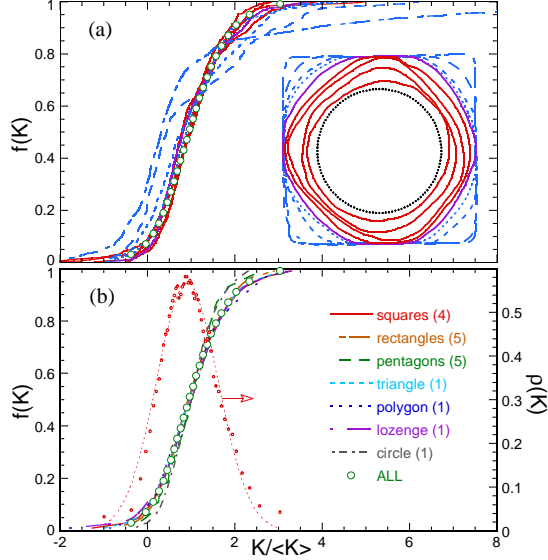 (a)
f(K)
1
0.8
0.6
0.4
0.2
0
(b)
f(K)
1
0.8
0.6
0.4
0.2
0
squares (4)
rectangles (5)
pentagons (5)
triangle (1)
polygon (1)
lozenge (1)
circle (1)
ALL
0.5
0.4
0.3
0.2
0.1
0
ρ(K)
-2 0 2 4 6 8
K/<K>